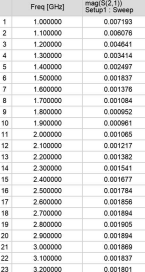 Freq [GHz] mag(S(2,1))
Setup1 : Sweep
1 1.000000 0.007193
2 1.100000 0.006076
3 1.200000 0.004641
4 1.300000 0.003414
5 1.400000 0.002497
6 1.500000 0.001837
7 1.600000 0.001376
8 1.700000 0.001084
9 1.800000 0.000952
10 1.900000 0.000961
11 2.000000 0.001065
12 2.100000 0.001217
13 2.200000 0.001382
14 2.300000 0.001541
15 2.400000 0.001677
16 2.500000 0.001784
17 2.600000 0.001856
18 2.700000 0.001894
19 2.800000 0.001905
20 2.900000 0.001894
21 3.000000 0.001869
22 3.100000 0.001837
23 3.200000 0.001801